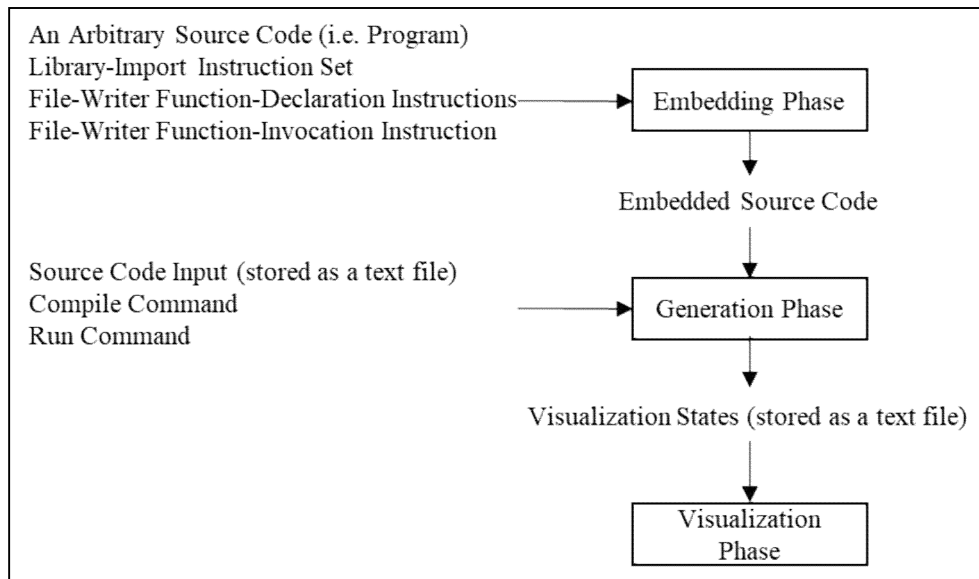 An Arbitrary Source Code (i.e. Program)
Library-Import Instruction Set
File-Writer Function-Declaration Instructions
File-Writer Function-Invocation Instruction
Embedding Phase
Embedded Source Code
Source Code Input (stored as a text file)
Compile Command
Run Command
Generation Phase
Visualization States (stored as a text file)
Visualization
Phase